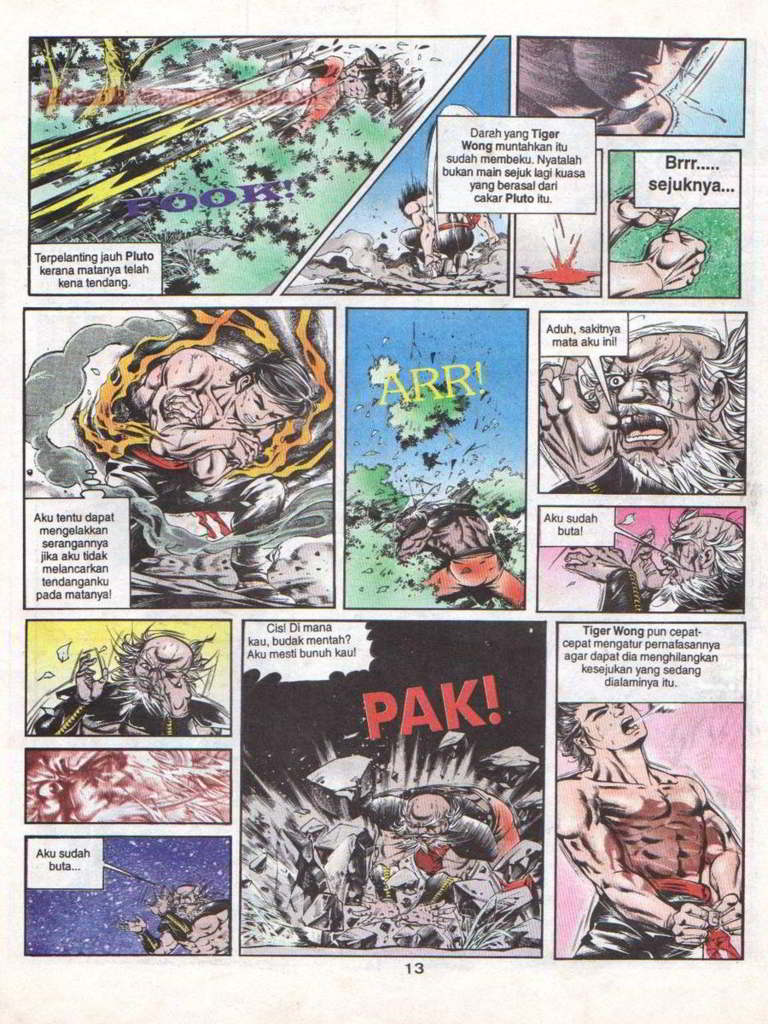 FOOK!
Terpelanting jauh Pluto
kerana matanya telah
kena tendang.
Darah yang Tiger
Wong muntahkan itu
sudah membeku. Nyatalah
bukan main sejuk lagi kuasa
yang berasal dari
cakar Pluto itu.
Brrr.....
sejuknya...
Aku tentu dapat
mengelakkan
serangannya
jika aku tidak
melancarkan
tendanganku
pada matanya!
ARR!
Aduh, sakitnya
mata aku ini!
Aku sudah
buta!
Aku sudah
buta...
Cis! Di mana
kau, budak mentah?
Aku mesti bunuh kau!
PAK!
Tiger Wong pun cepat-
cepat mengatur pernafasannya
agar dapat dia menghilangkan
kesejukan yang sedang
dialaminya itu.
13